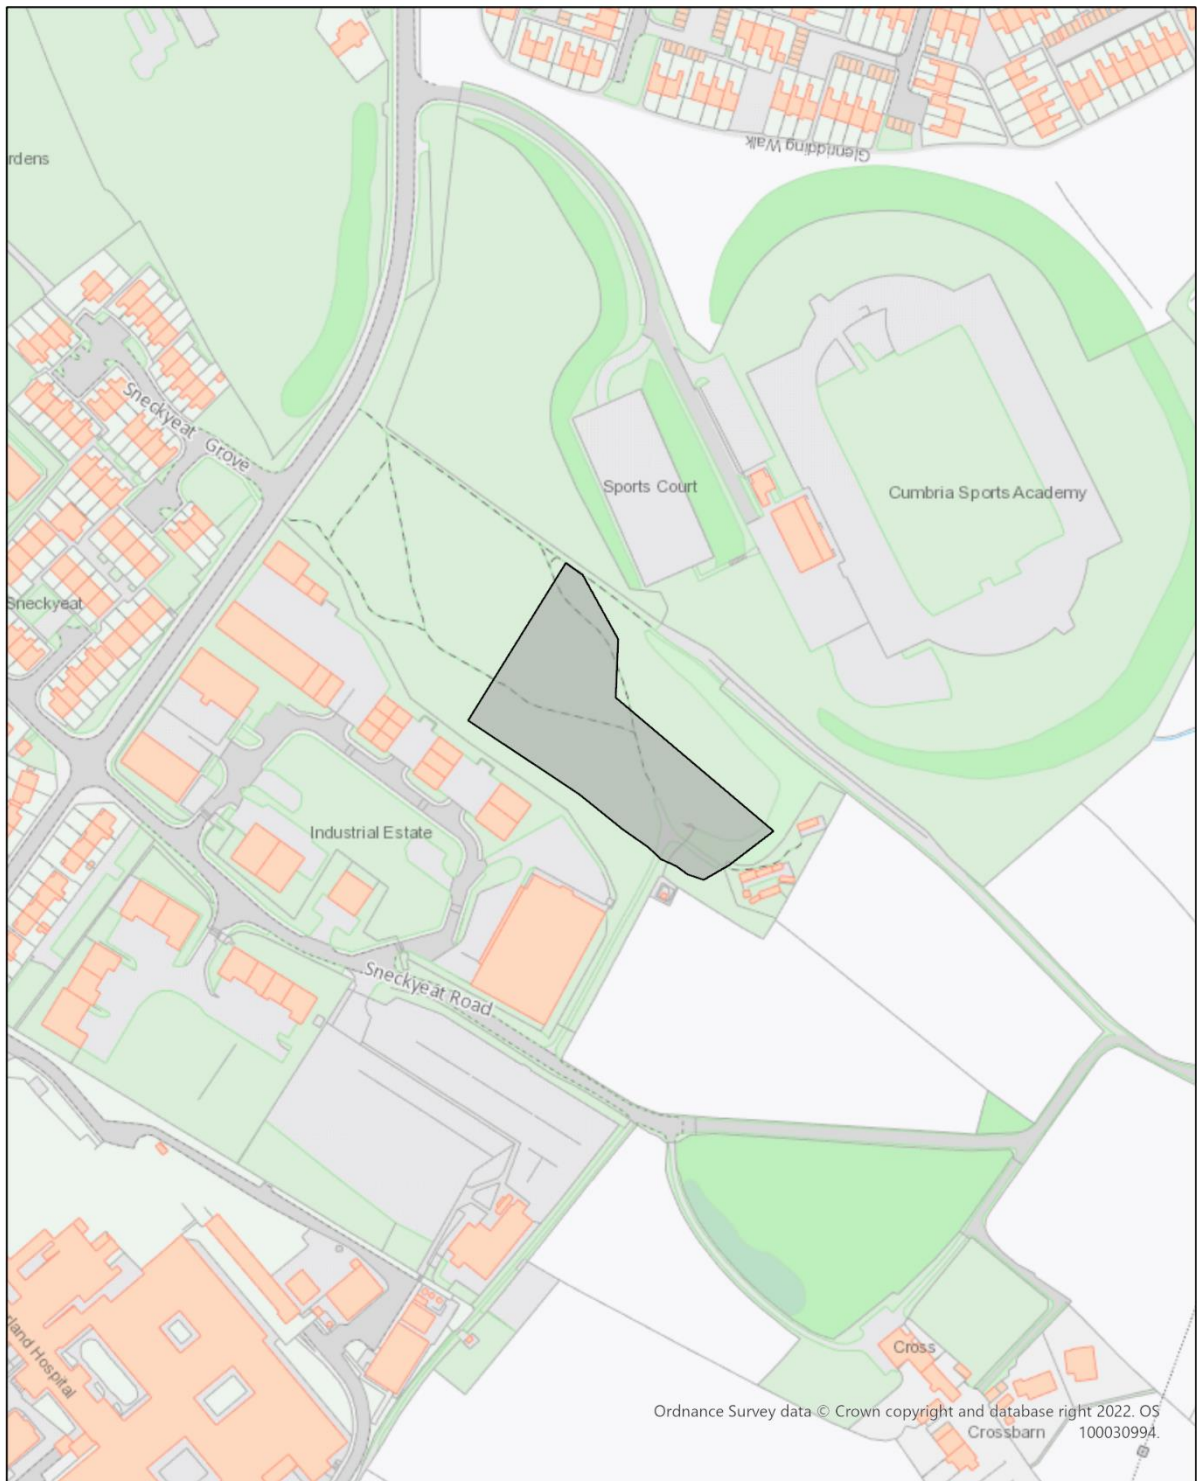 Glenridding Walk
rdens
Sneckyeat Grove
Sports Court
Cumbria Sports Academy
Sneckyeat
Industrial Estate
Sneckyeat Road
rland Hospital
Cross
Ordnance Survey data © Crown copyright and database right 2022. OS
100030994.
Crossbarn